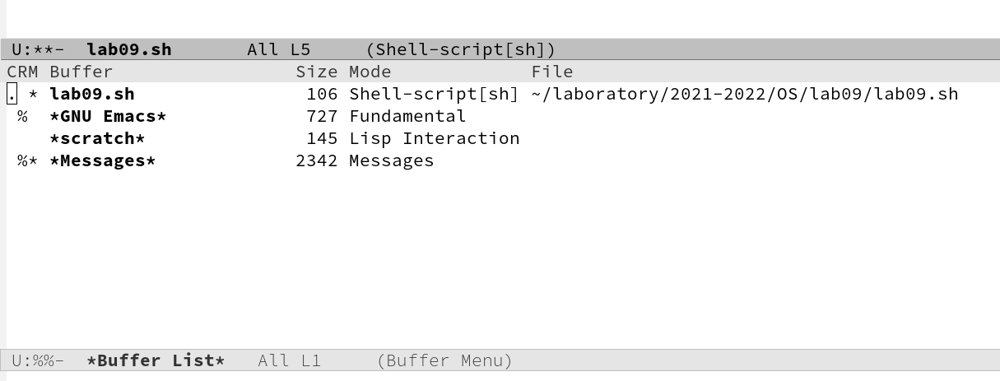 U:**-  lab09.sh       All L5     (Shell-script[sh])
CRM Buffer                 Size Mode             File
. * lab09.sh                106 Shell-script[sh] ~/laboratory/2021-2022/OS/lab09/lab09.sh
 %  *GNU Emacs*             727 Fundamental
    *scratch*               145 Lisp Interaction
 %* *Messages*             2342 Messages
U:%%-  *Buffer List*   All L1     (Buffer Menu)